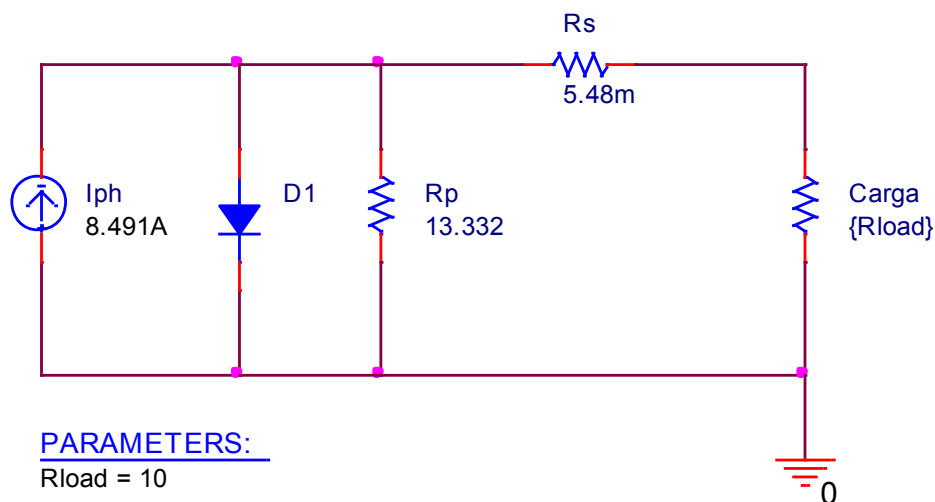 Rs
5.48m
Iph
8.491A
D1
Rp
13.332
Carga
{Rload}
PARAMETERS:
Rload = 10
0